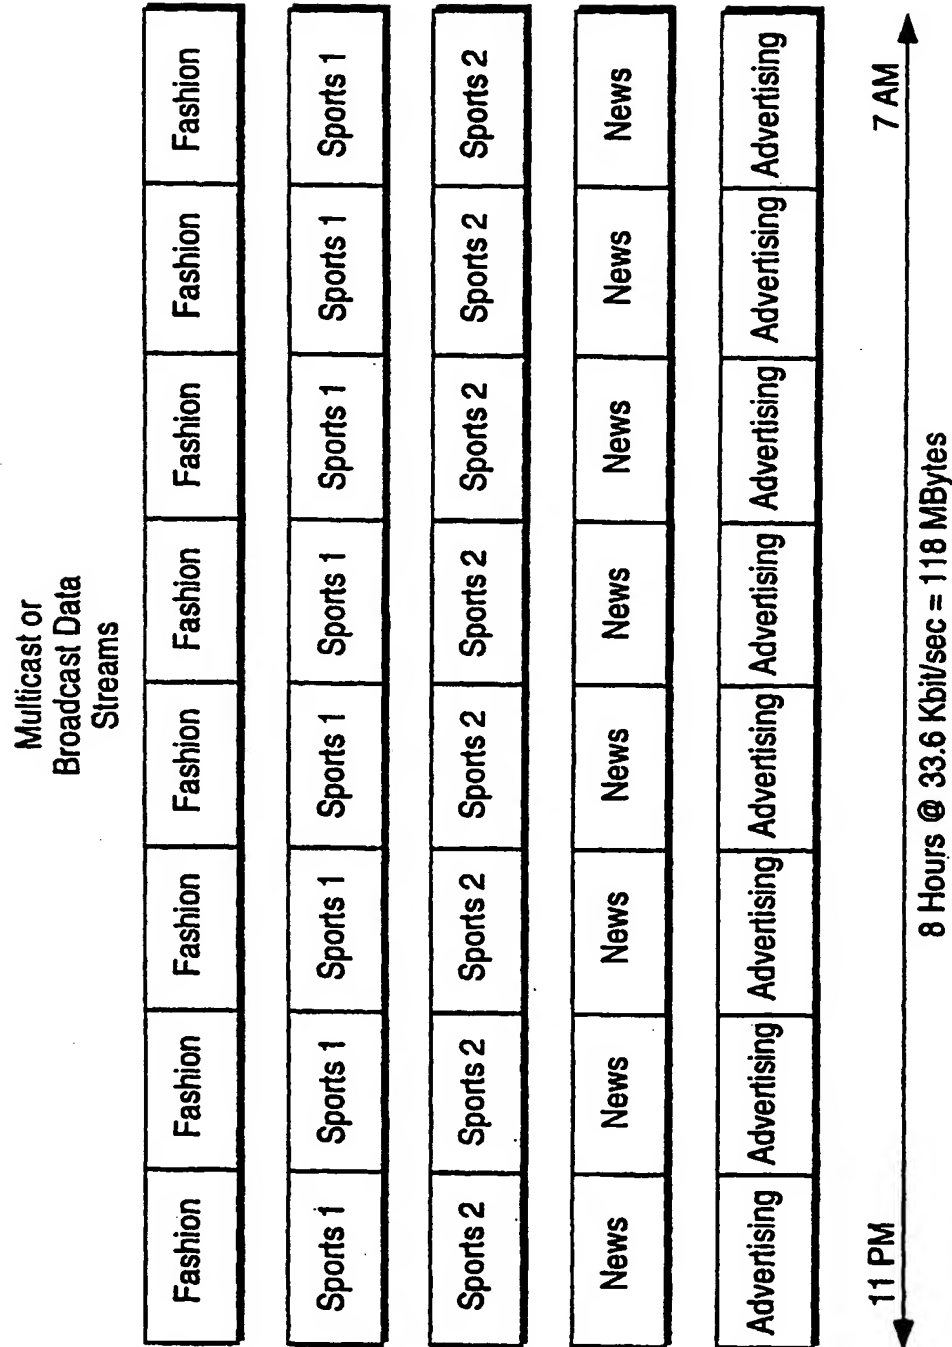 Multicast or
Broadcast Data
Streams
Fashion Fashion Fashion Fashion Fashion Fashion Fashion Fashion
Sports 1 Sports 1 Sports 1 Sports 1 Sports 1 Sports 1 Sports 1 Sports 1
Sports 2 Sports 2 Sports 2 Sports 2 Sports 2 Sports 2 Sports 2 Sports 2
News News News News News News News News
Advertising Advertising Advertising Advertising Advertising Advertising Advertising Advertising
11 PM 7 AM
8 Hours @ 33.6 Kbit/sec = 118 MBytes